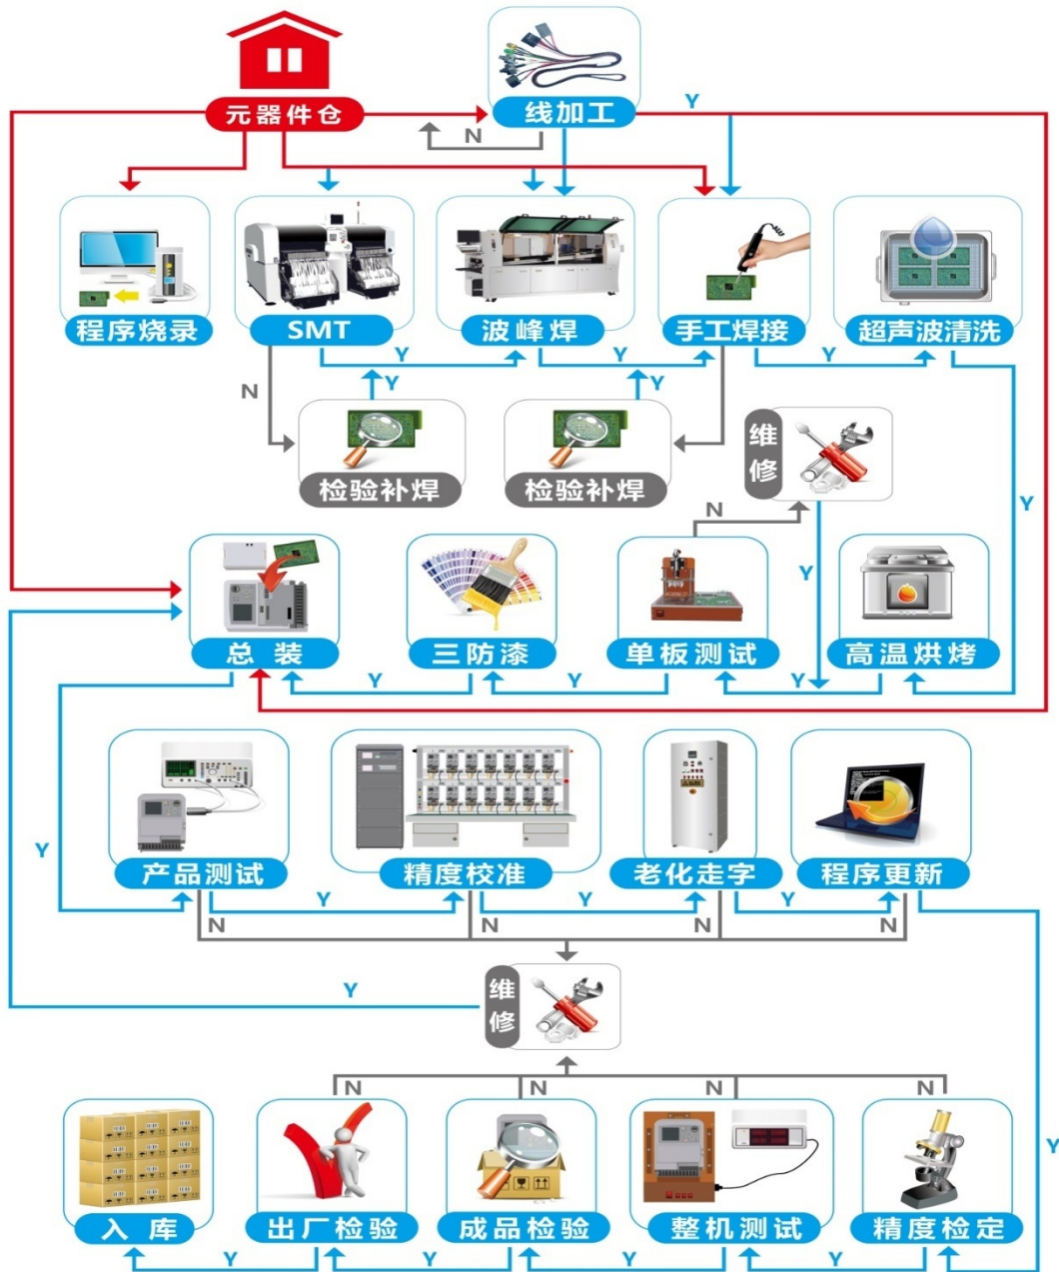 元器件仓
线加工
Y
N
程序烧录
SMT
波峰焊
手工焊接
超声波清洗
Y
Y
Y
N
Y
Y
N
检验补焊
检验补焊
维修
N
Y
Y
总装
三防漆
单板测试
高温烘烤
Y
Y
Y
Y
产品测试
精度校准
老化走字
程序更新
Y
Y
Y
N
N
N
N
维修
Y
N
N
N
N
Y
入库
出厂检验
成品检验
整机测试
精度检定
Y
Y
Y
Y